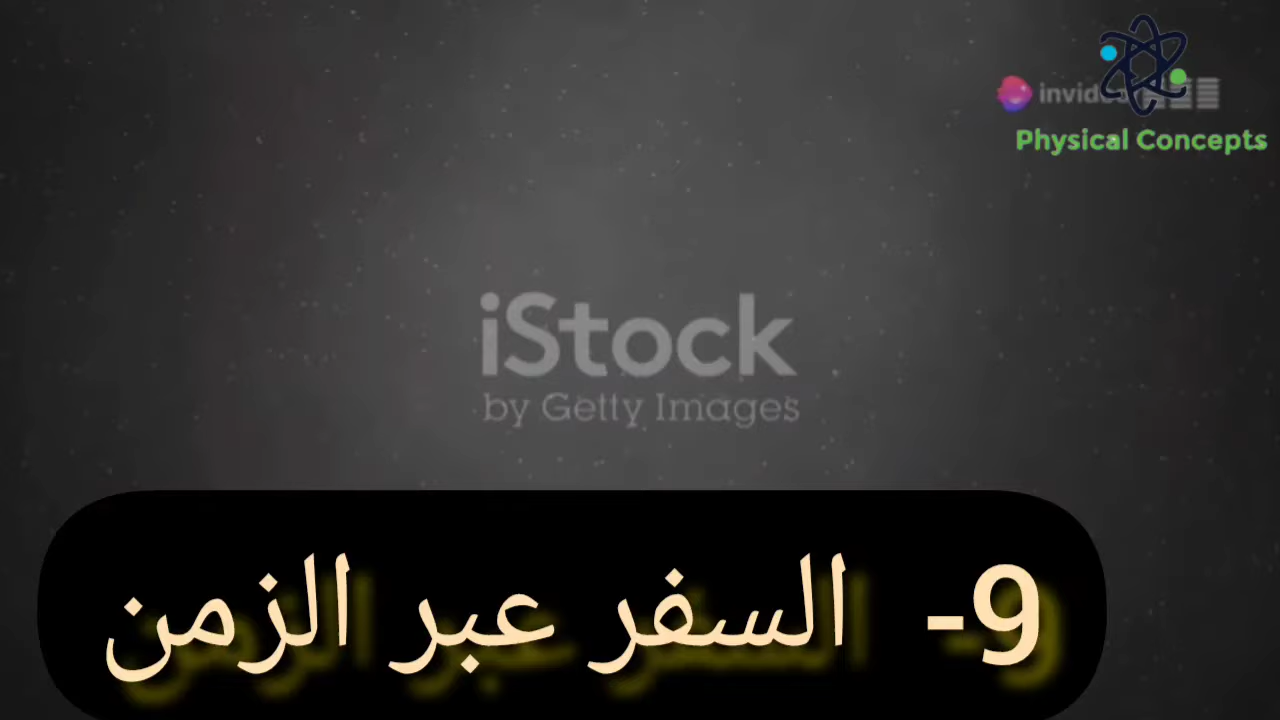 Physical Concepts
iStock
by Getty Images
9- السفر عبر الزمن